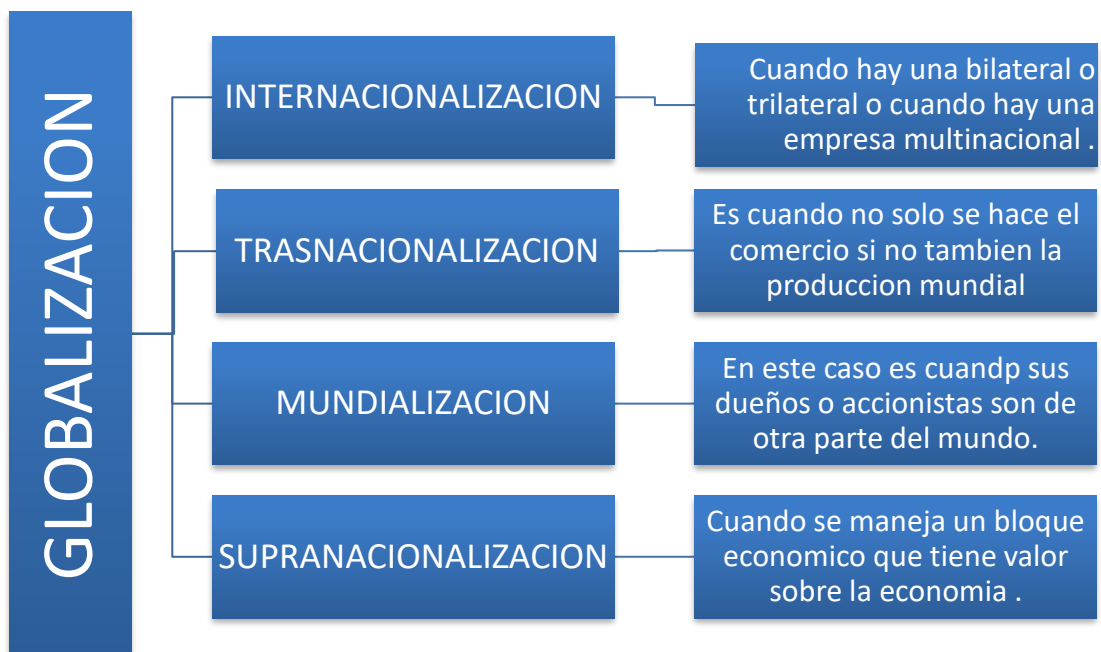 GLOBALIZACION
INTERNACIONALIZACION
Cuando hay una bilateral o
trilateral o cuando hay una
empresa multinacional .
TRASNACIONALIZACION
Es cuando no solo se hace el
comercio si no tambien la
produccion mundial
MUNDIALIZACION
En este caso es cuandp sus
dueños o accionistas son de
otra parte del mundo.
SUPRANACIONALIZACION
Cuando se maneja un bloque
economico que tiene valor
sobre la economia .